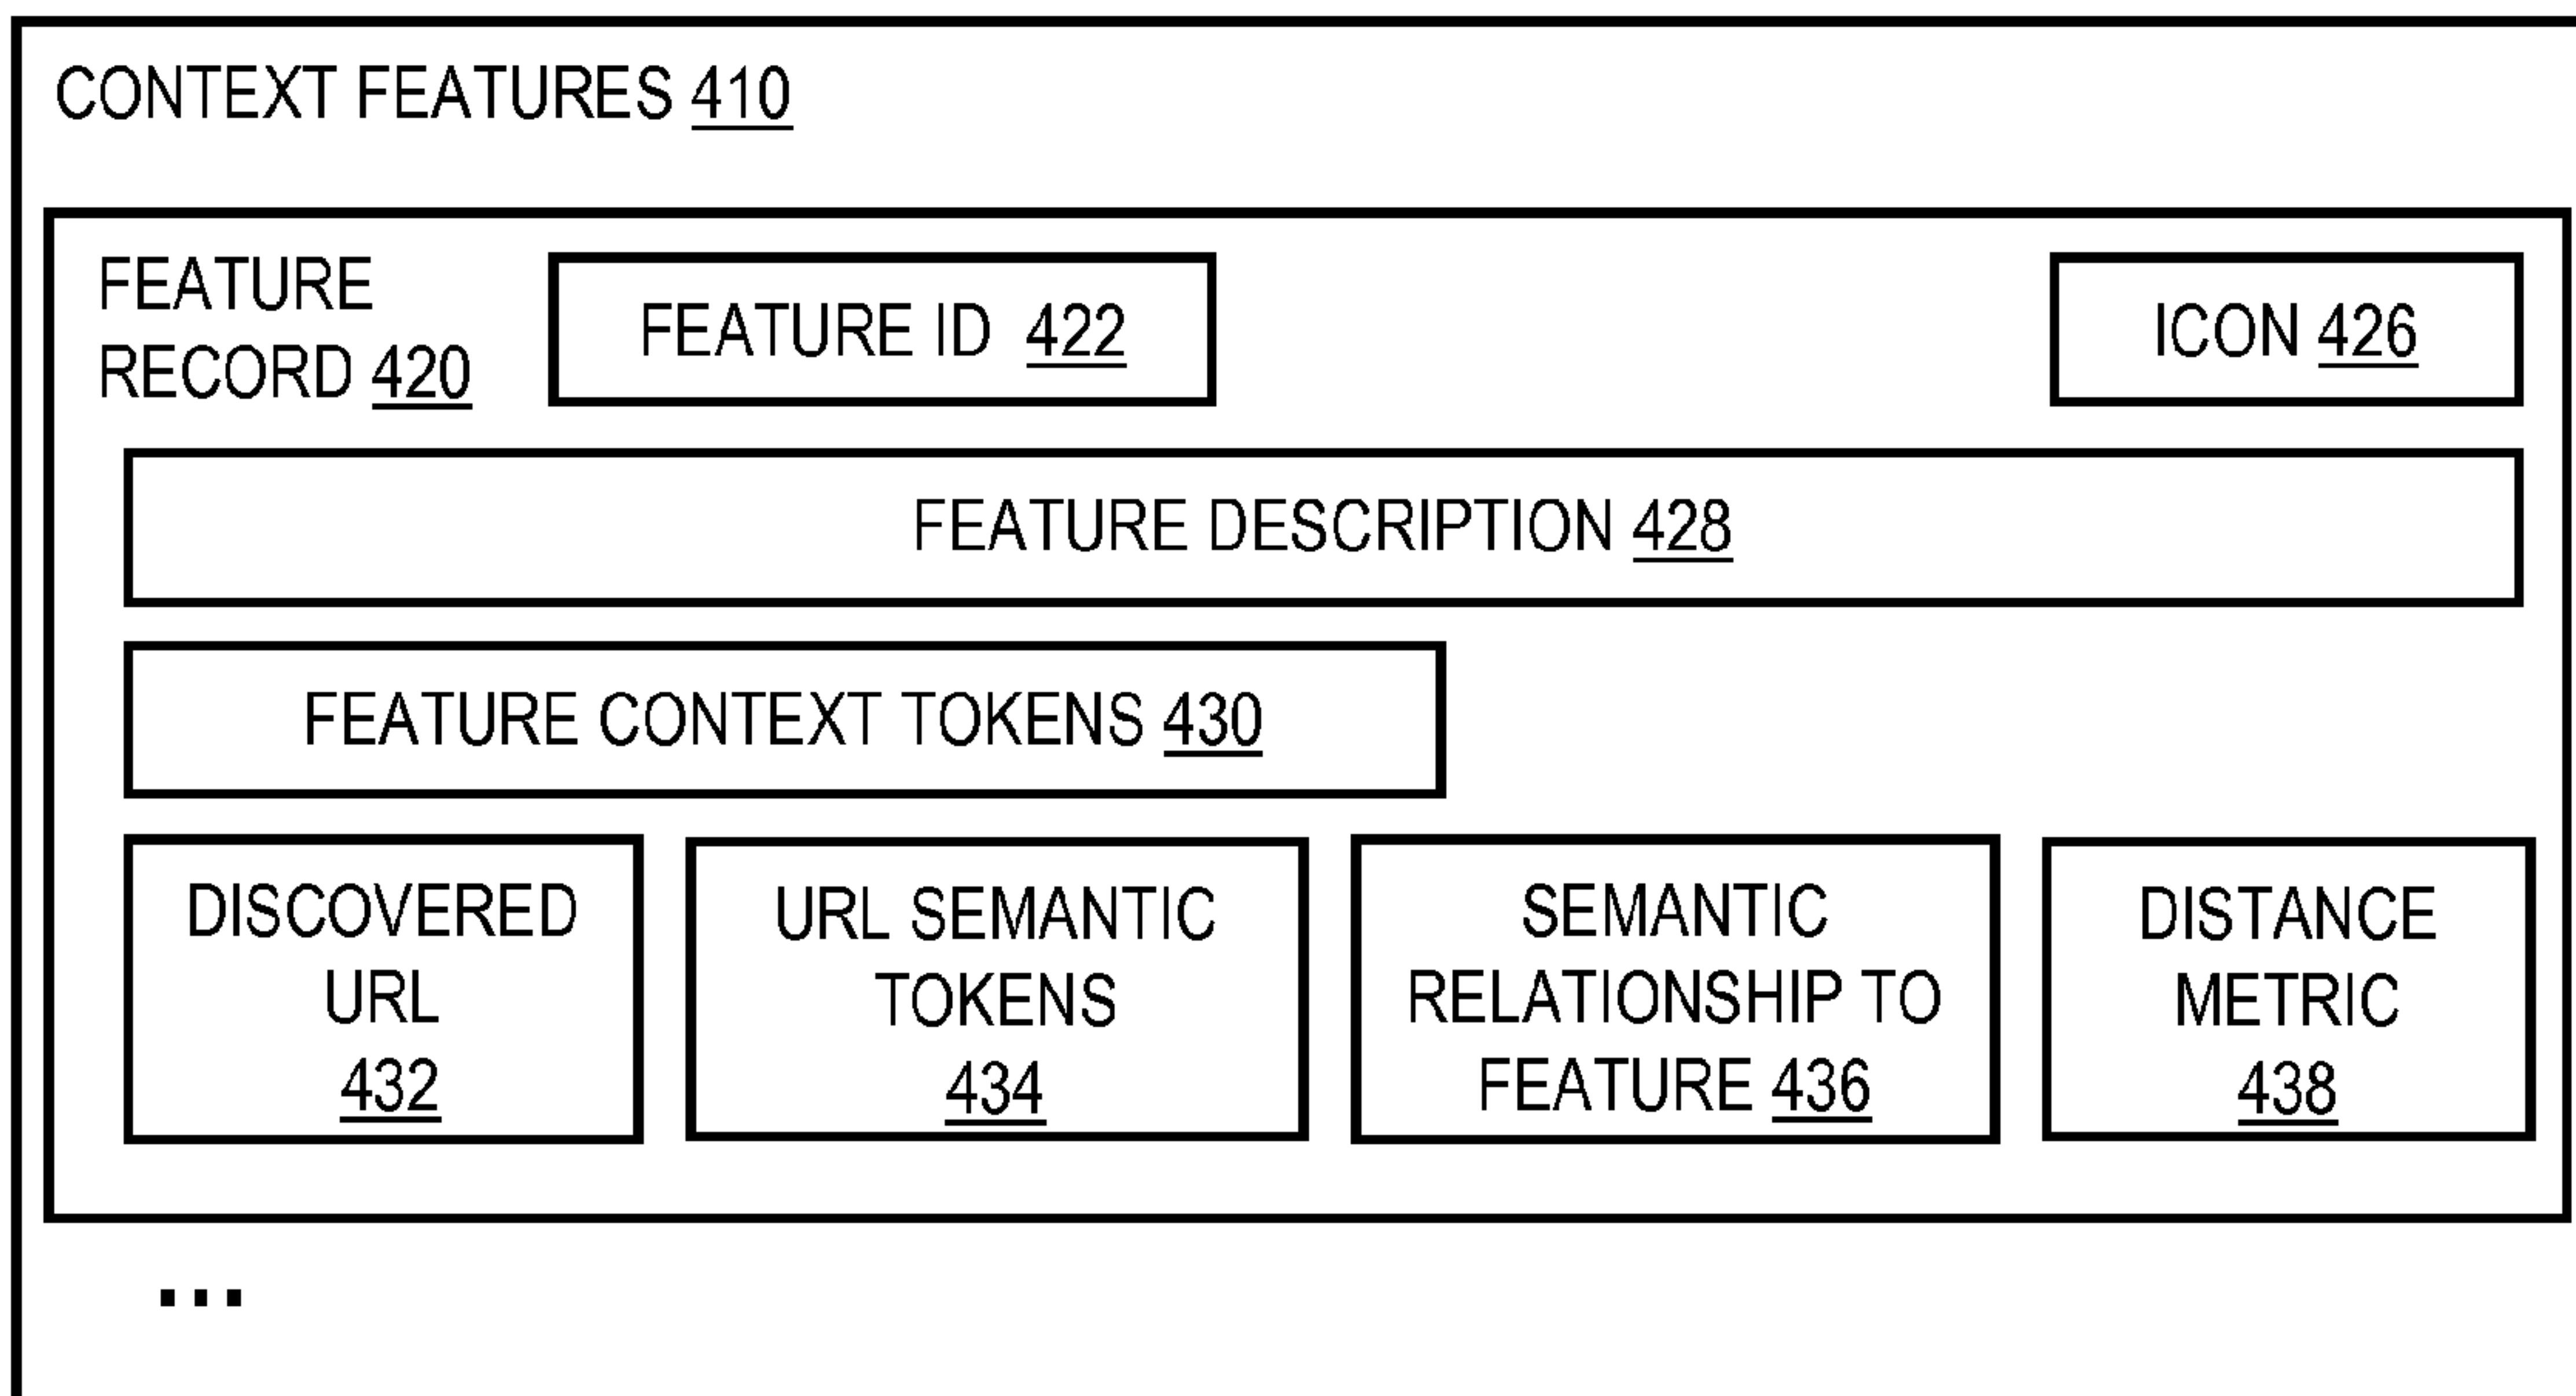 CONTEXT FEATURES 410
FEATURE
RECORD 420
FEATURE ID 422
ICON 426
FEATURE DESCRIPTION 428
FEATURE CONTEXT TOKENS 430
DISCOVERED
URL
432
URL SEMANTIC
TOKENS
434
SEMANTIC
RELATIONSHIP TO
FEATURE 436
DISTANCE
METRIC
438
...